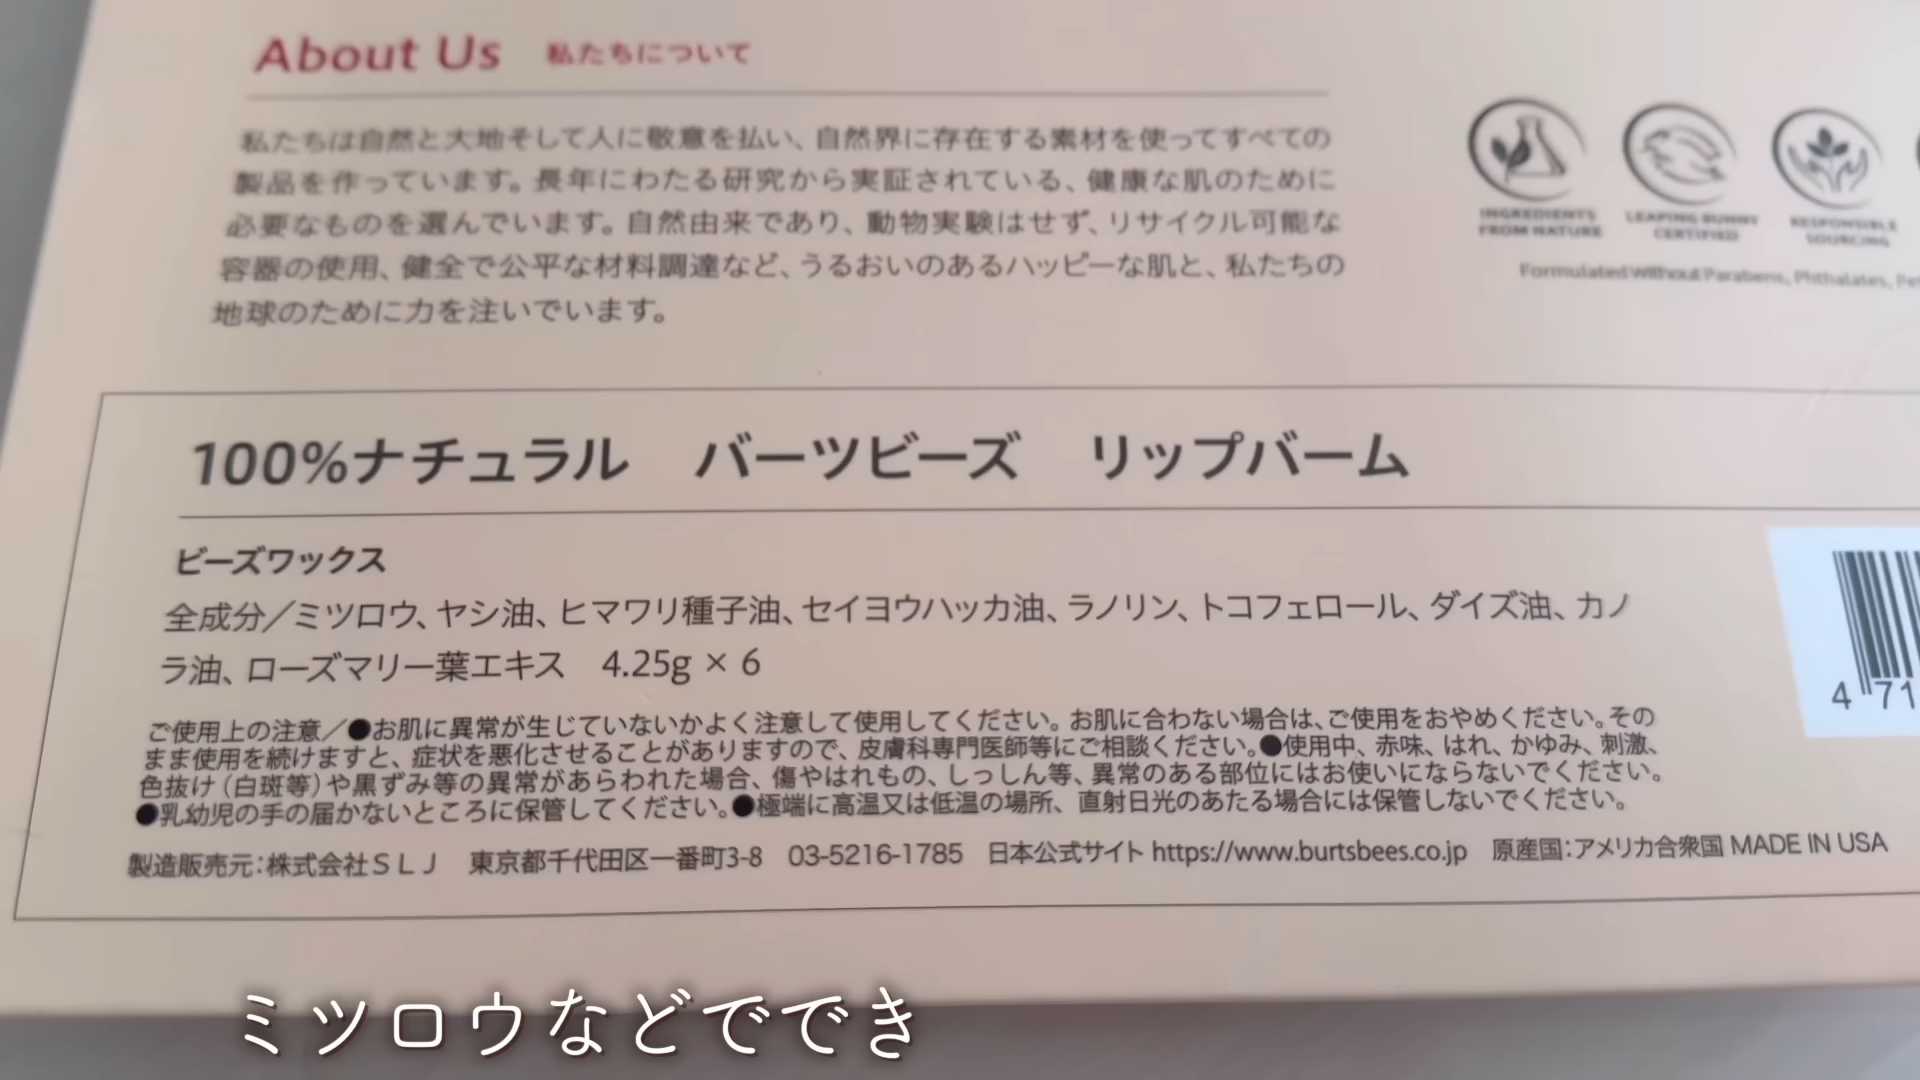 About Us 私たちについて
私たちは自然と大地そして人に敬意を払い、自然界に存在する素材を使ってすべての
製品を作っています。長年にわたる研究から実証されている、健康な肌のために
必要なものを選んでいます。自然由来であり、動物実験はせず、リサイクル可能な
容器の使用、健全で公平な材料調達など、うるおいのあるハッピーな肌と、私たちの
地球のために力を注いでいます。
INGREDIENTS
FROM NATURE
LEAPING BUNNY
CERTIFIED
RESPONSIBLE
SOURCING
Formulated Without Parabens, Phthalates,
100%ナチュラル バーツビーズ リップバーム
ビーズワックス
全成分／ミツロウ、ヤシ油、ヒマワリ種子油、セイヨウハッカ油、ラノリン、トコフェロール、ダイズ油、カノ
ラ油、ローズマリー葉エキス 4.25g × 6
ご使用上の注意／●お肌に異常が生じていないかよく注意して使用してください。お肌に合わない場合は、ご使用をおやめください。その
まま使用を続けますと、症状を悪化させることがありますので、皮膚科専門医師等にご相談ください。●使用中、赤味、はれ、かゆみ、刺激、
色抜け（白斑等）や黒ずみ等の異常があらわれた場合、傷やはれもの、しっしん等、異常のある部位にはお使いにならないでください。
●乳幼児の手の届かないところに保管してください。●極端に高温又は低温の場所、直射日光のあたる場合には保管しないでください。
製造販売元：株式会社ＳＬＪ 東京都千代田区一番町3-8 03-5216-1785 日本公式サイト https://www.burtsbees.co.jp 原産国：アメリカ合衆国 MADE IN USA
4 71
ミツロウなどででき